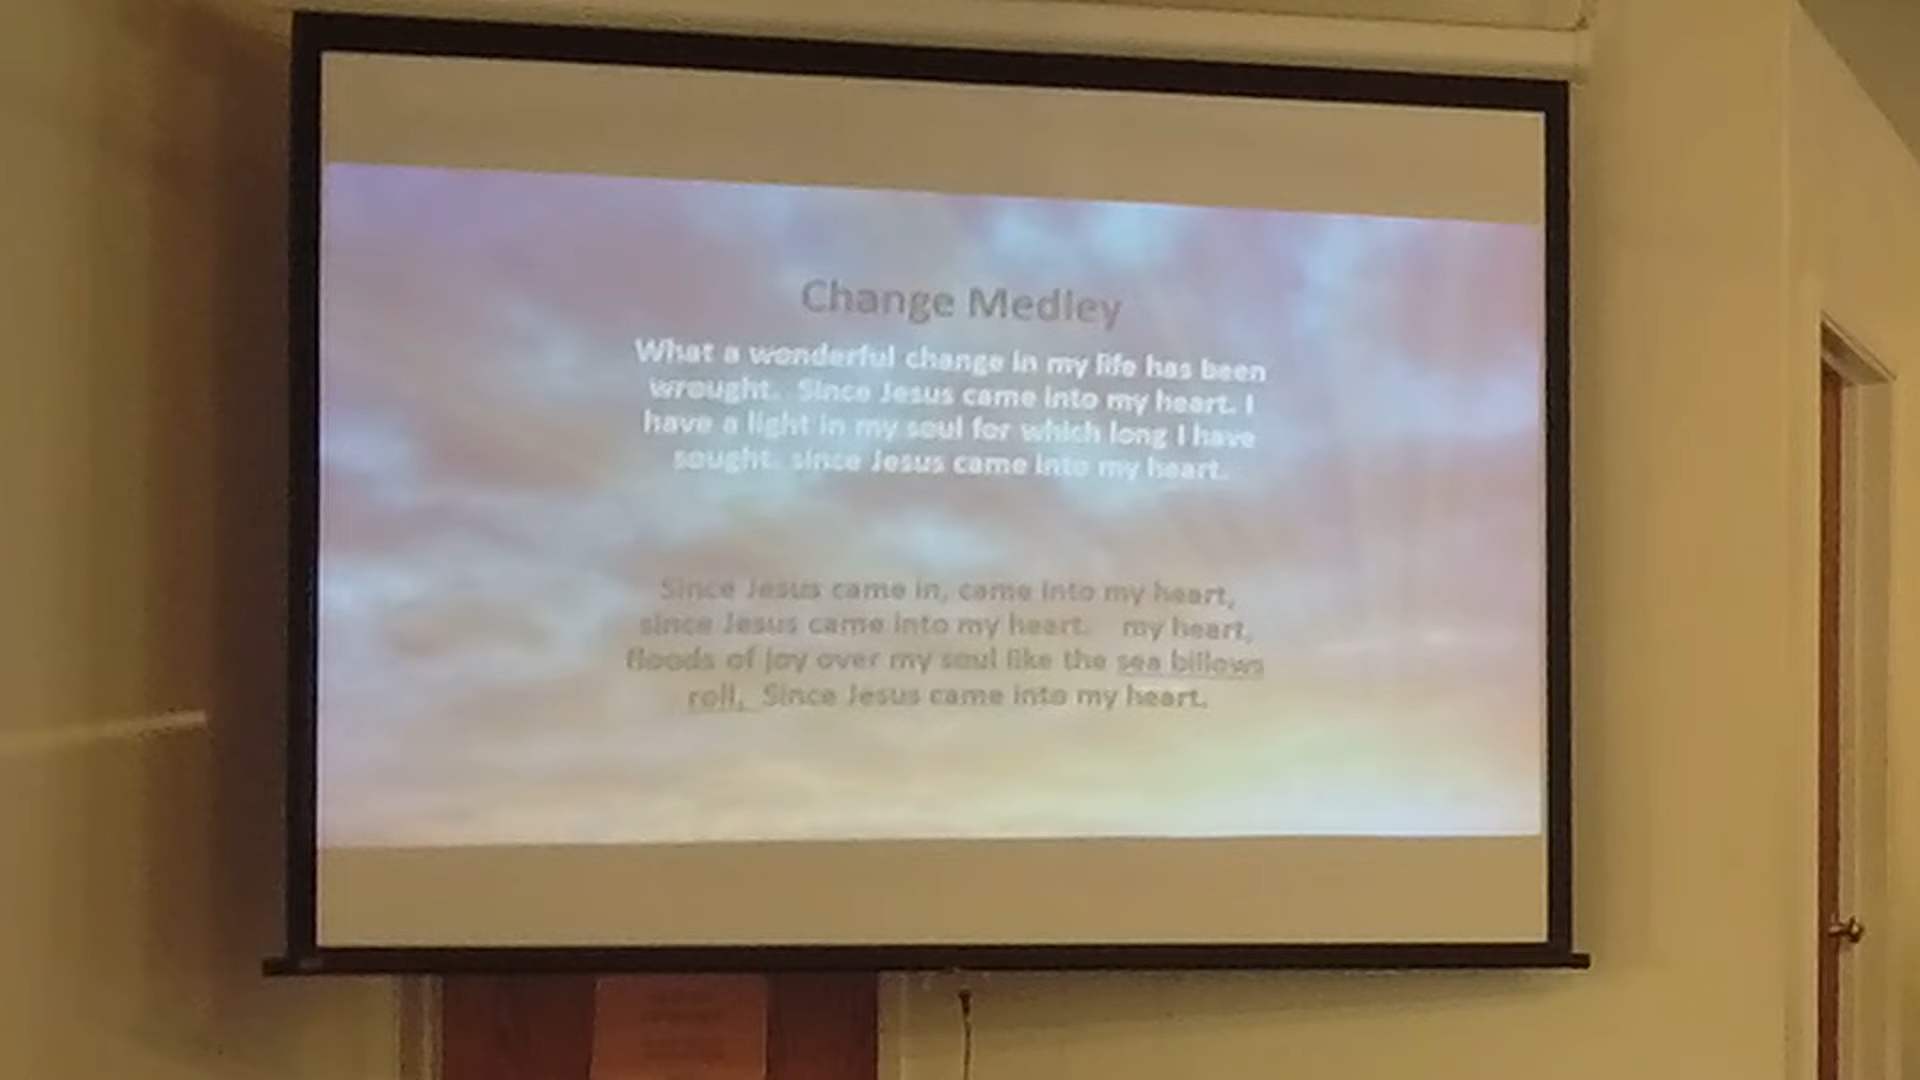 Change Medley
What a wonderful change in my life has been
wrought. Since Jesus came into my heart. I
have a light in my soul for which long I have
sought. since Jesus came into my heart.
Since Jesus came in, came into my heart,
since Jesus came into my heart. my heart,
floods of joy over my soul like the sea billows
roll, Since Jesus came into my heart.